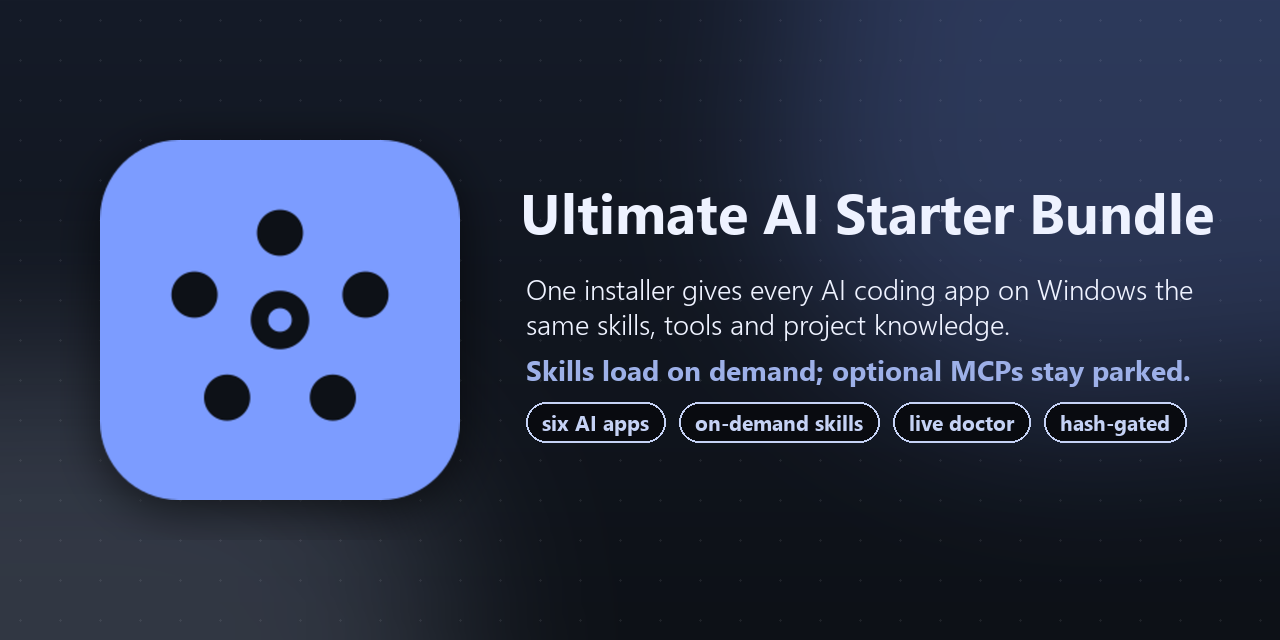 Ultimate AI Starter Bundle
One installer gives every AI coding app on Windows the
same skills, tools and project knowledge.
Skills load on demand; optional MCPs stay parked.
six AI apps
on-demand skills
live doctor
hash-gated